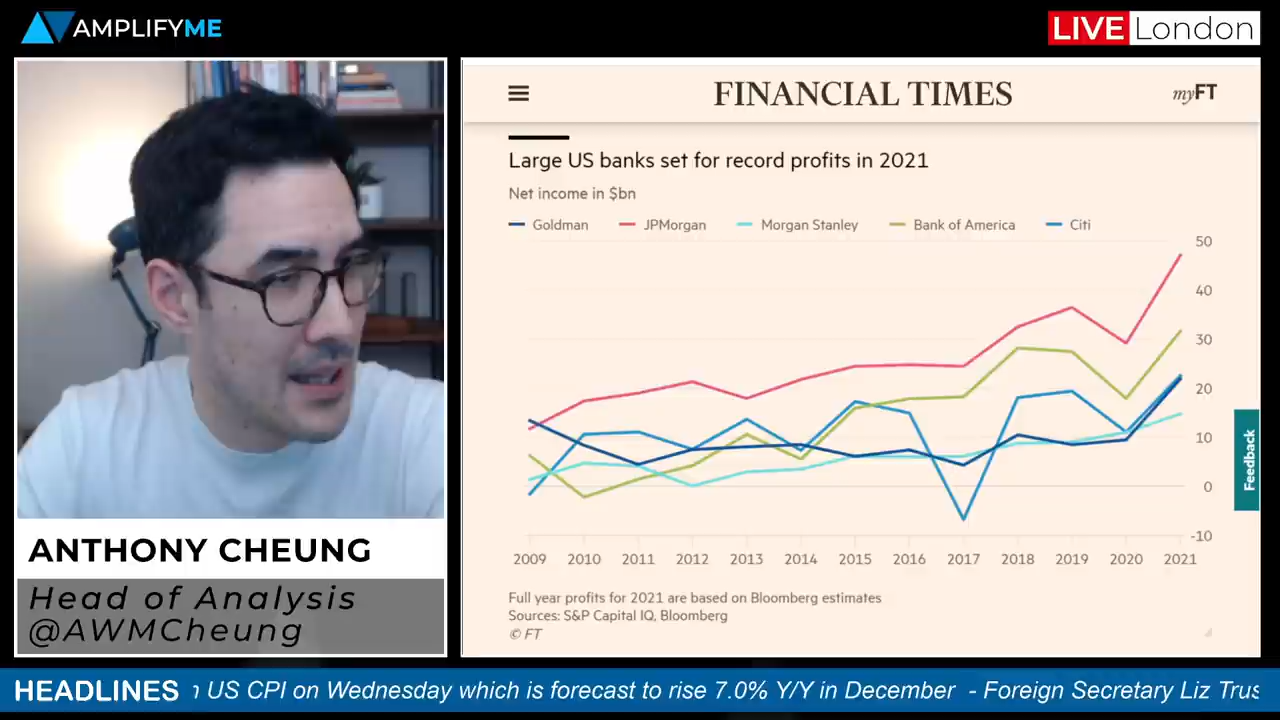 AMPLIFYME
LIVE London
FINANCIAL TIMES
myFT
Large US banks set for record profits in 2021
Net income in $bn
Goldman JPMorgan Morgan Stanley Bank of America Citi
50
40
30
20
10
0
-10
2009 2010 2011 2012 2013 2014 2015 2016 2017 2018 2019 2020 2021
Full year profits for 2021 are based on Bloomberg estimates
Sources: S&P Capital IQ, Bloomberg
© FT
Feedback
ANTHONY CHEUNG
Head of Analysis
@AWMCheung
HEADLINES US CPI on Wednesday which is forecast to rise 7.0% Y/Y in December - Foreign Secretary Liz